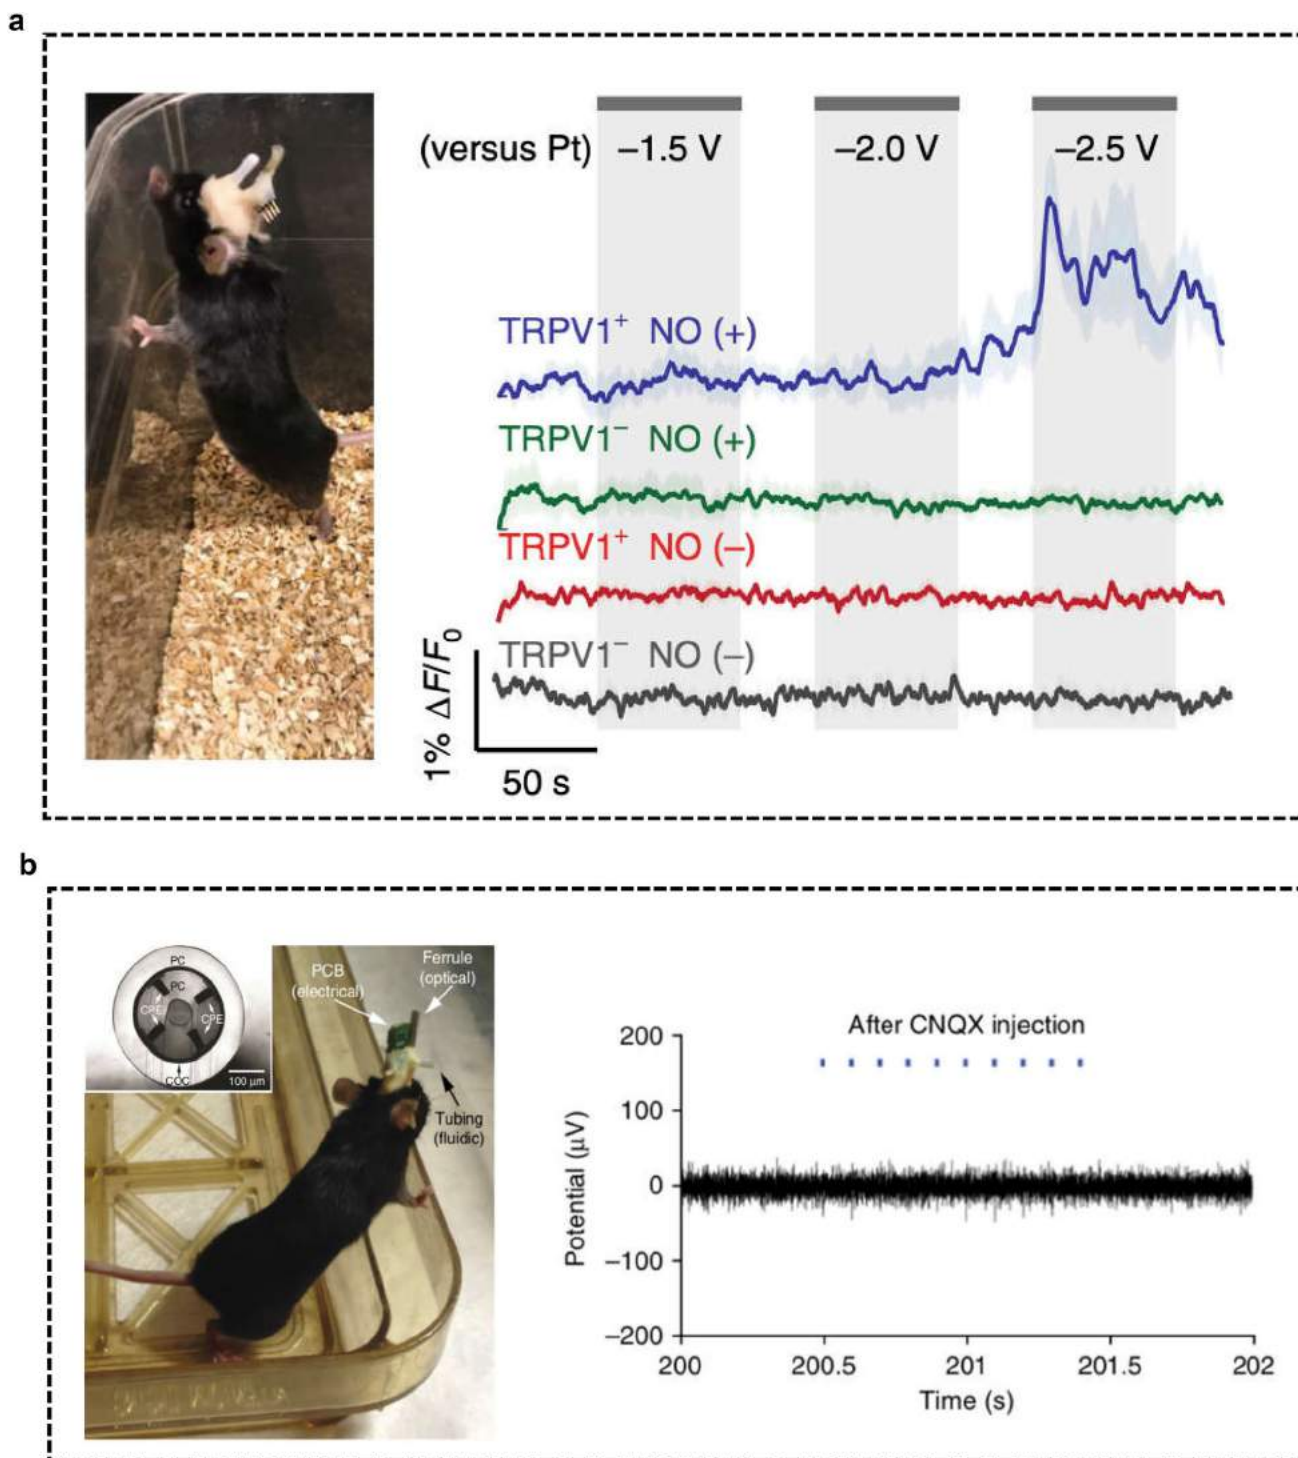 a
(versus Pt) –1.5 V –2.0 V –2.5 V
TRPV1⁺ NO (+)
TRPV1⁻ NO (+)
TRPV1⁺ NO (–)
TRPV1⁻ NO (–)
1% ΔF/F₀
50 s
b
PC
PC
CPE
CPE
COC
100 μm
PCB
(electrical)
Ferrule
(optical)
Tubing
(fluidic)
After CNQX injection
Potential (μV)
200
100
0
–100
–200
200 200.5 201 201.5 202
Time (s)